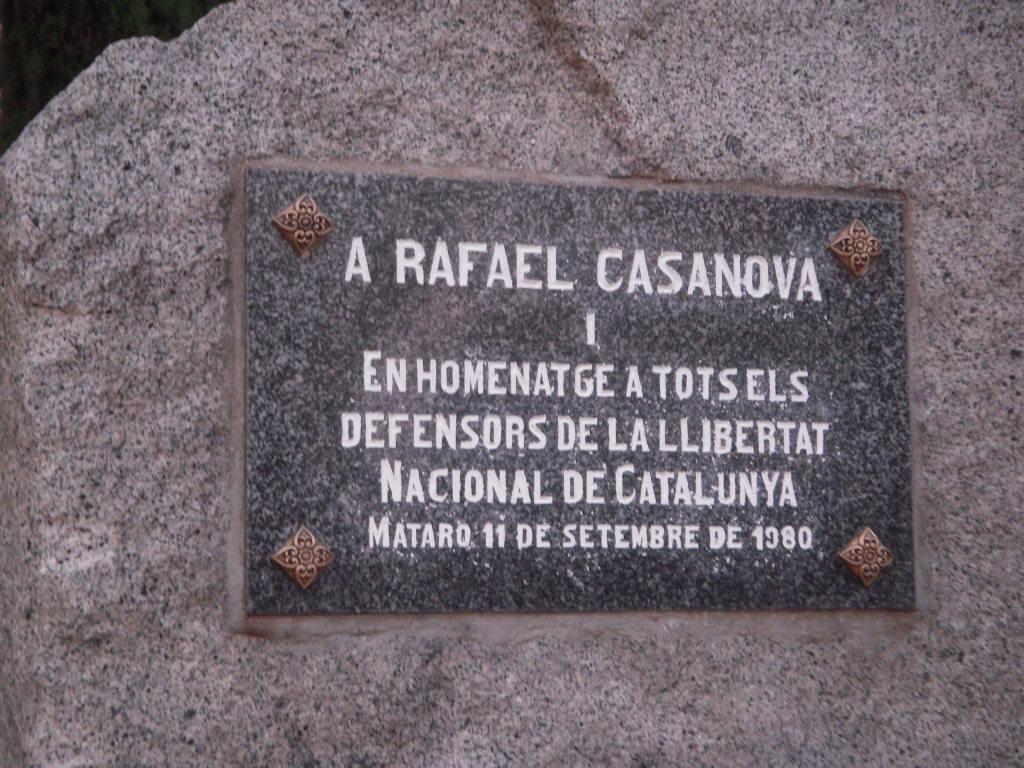 A RAFAEL CASANOVA
I
EN HOMENATGE A TOTS ELS
DEFENSORS DE LA LLIBERTAT
NACIONAL DE CATALUNYA
MATARO 11 DE SETEMBRE DE 1980